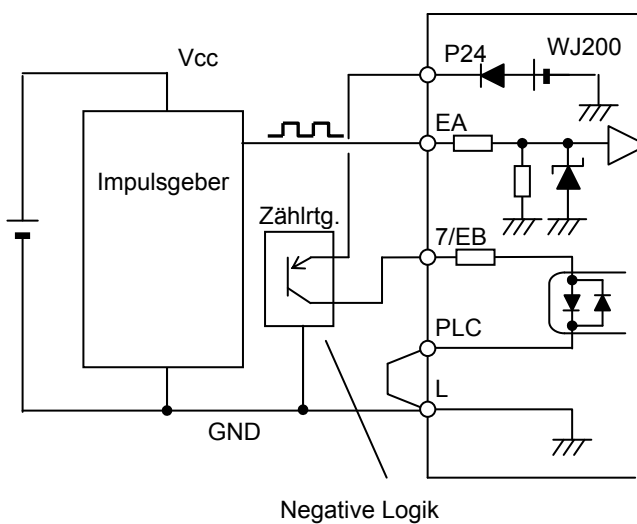 Vcc
P24
WJ200
EA
Impulsgeber
Zählrtg.
7/EB
PLC
L
GND
Negative Logik